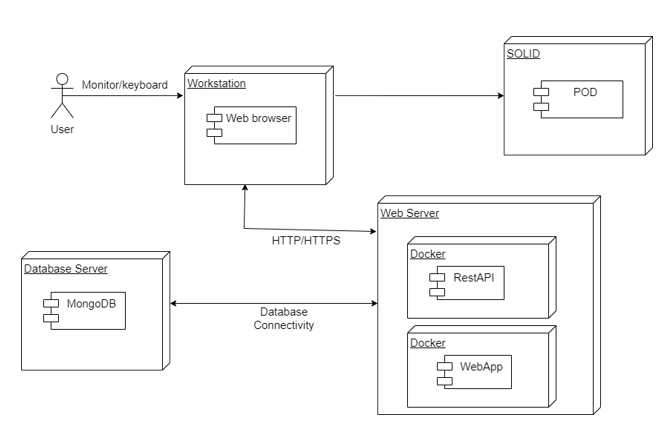 SOLID
Monitor/keyboard
Workstation
POD
Web browser
User
Web Server
HTTP/HTTPS
Docker
Database Server
RestAPI
MongoDB
Database
Connectivity
Docker
WebApp